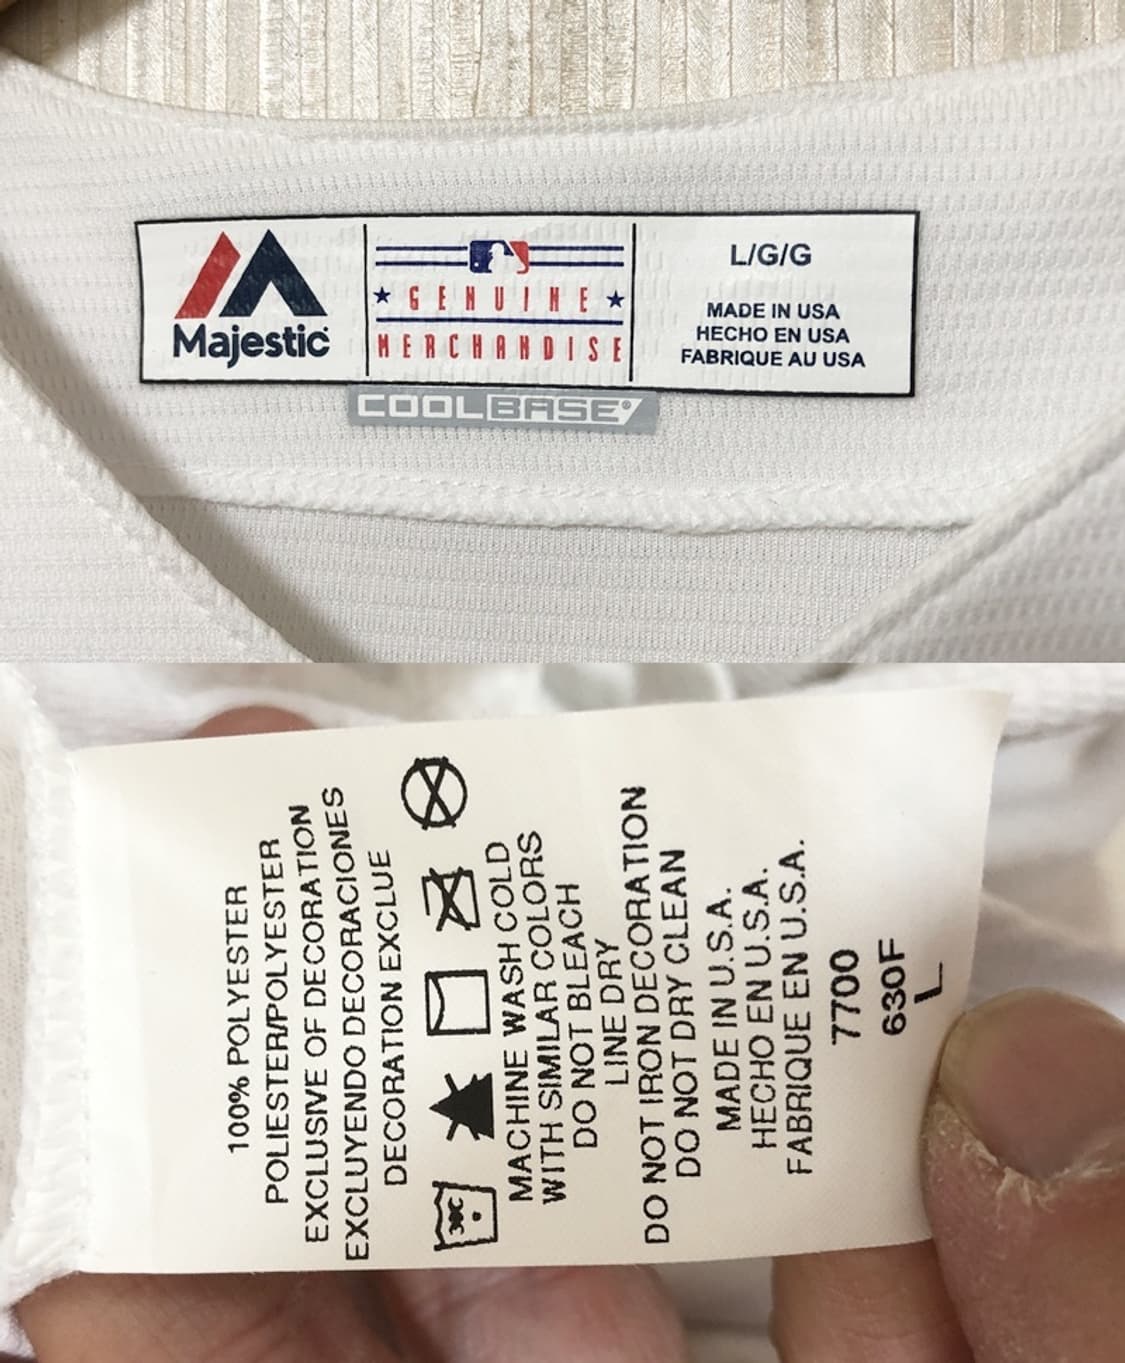 Majestic
GENUINE
MERCHANDISE
L/G/G
MADE IN USA
HECHO EN USA
FABRIQUE AU USA
COOLBASE®
100% POLYESTER
POLIESTER/POLYESTER
EXCLUSIVE OF DECORATION
EXCLUYENDO DECORACIONES
DECORATION EXCLUE
30C
MACHINE WASH COLD
WITH SIMILAR COLORS
DO NOT BLEACH
LINE DRY
DO NOT IRON DECORATION
DO NOT DRY CLEAN
MADE IN U.S.A.
HECHO EN U.S.A.
FABRIQUE EN U.S.A.
7700
630F
L